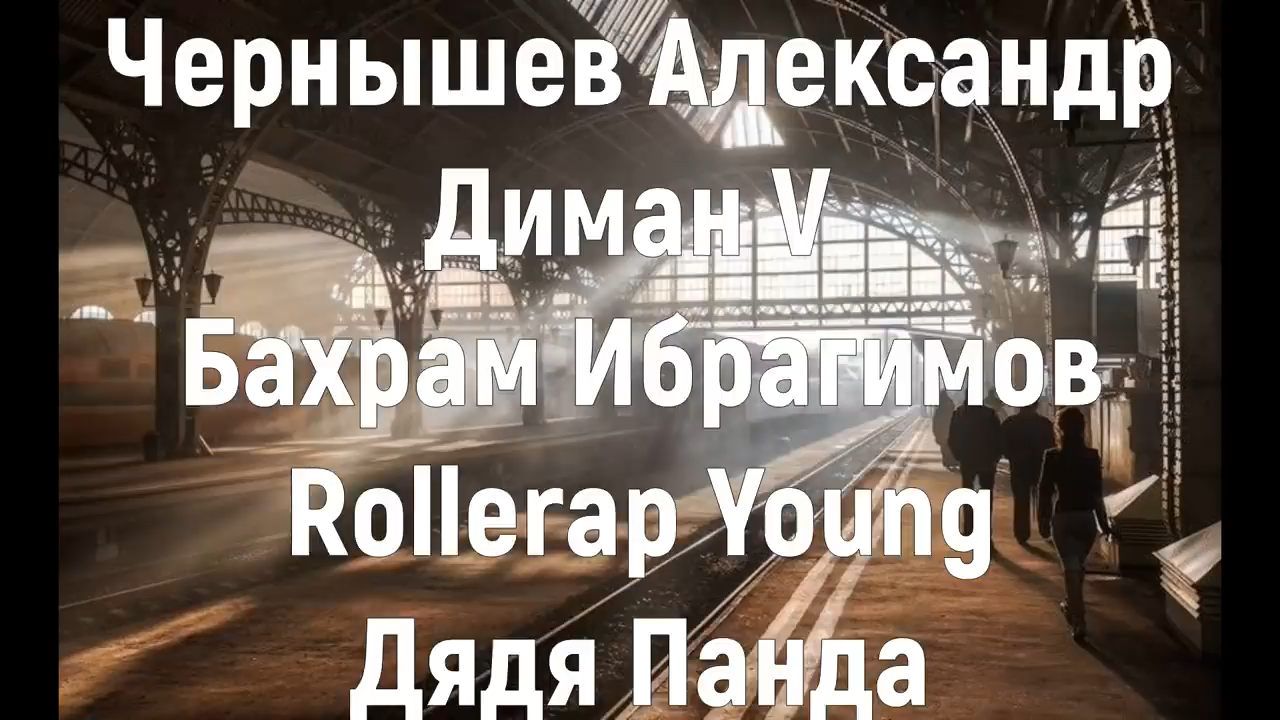 Чернышев Александр
Диман V
Бахрам Ибрагимов
Rollerap Young
Дядя Панда